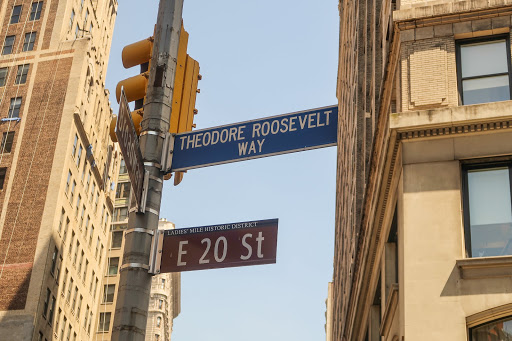 THEODORE ROOSEVELT
WAY
LADIES' MILE HISTORIC DISTRICT
E 20 St